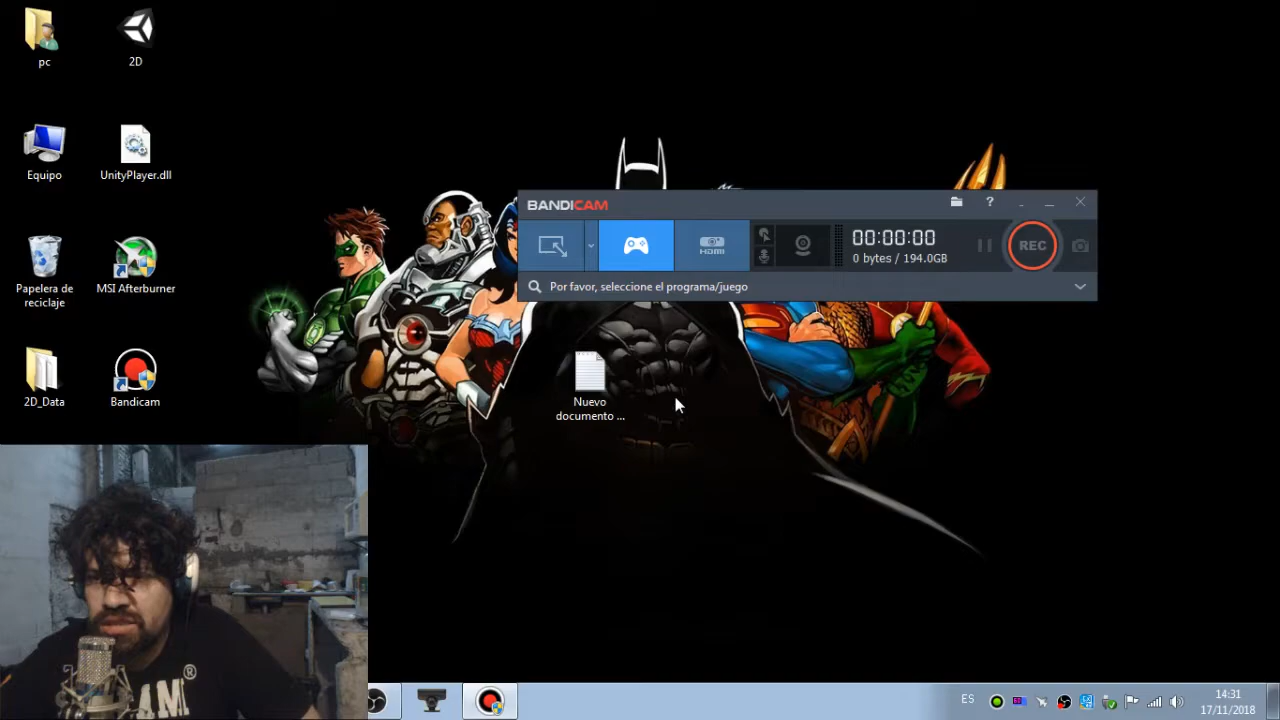 pc
2D
Equipo
UnityPlayer.dll
Papelera de
reciclaje
MSI Afterburner
2D_Data
Bandicam
BANDICAM
?
HDMI
00:00:00
0 bytes / 194.0GB
REC
Por favor, seleccione el programa/juego
Nuevo
documento ...
®
ES
14:31
17/11/2018